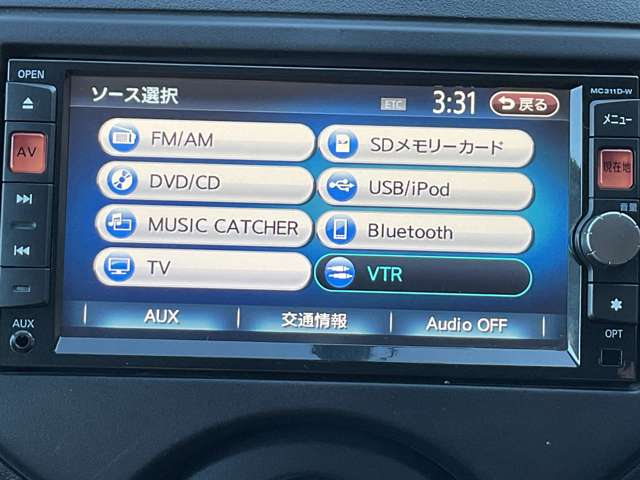 OPEN
MC311D-W
ソース選択
ETC
3:31
戻る
メニュー
AV
FM/AM
SDメモリーカード
現在地
DVD/CD
USB/iPod
音量
MUSIC CATCHER
Bluetooth
TV
VTR
AUX
交通情報
Audio OFF
AUX
OPT